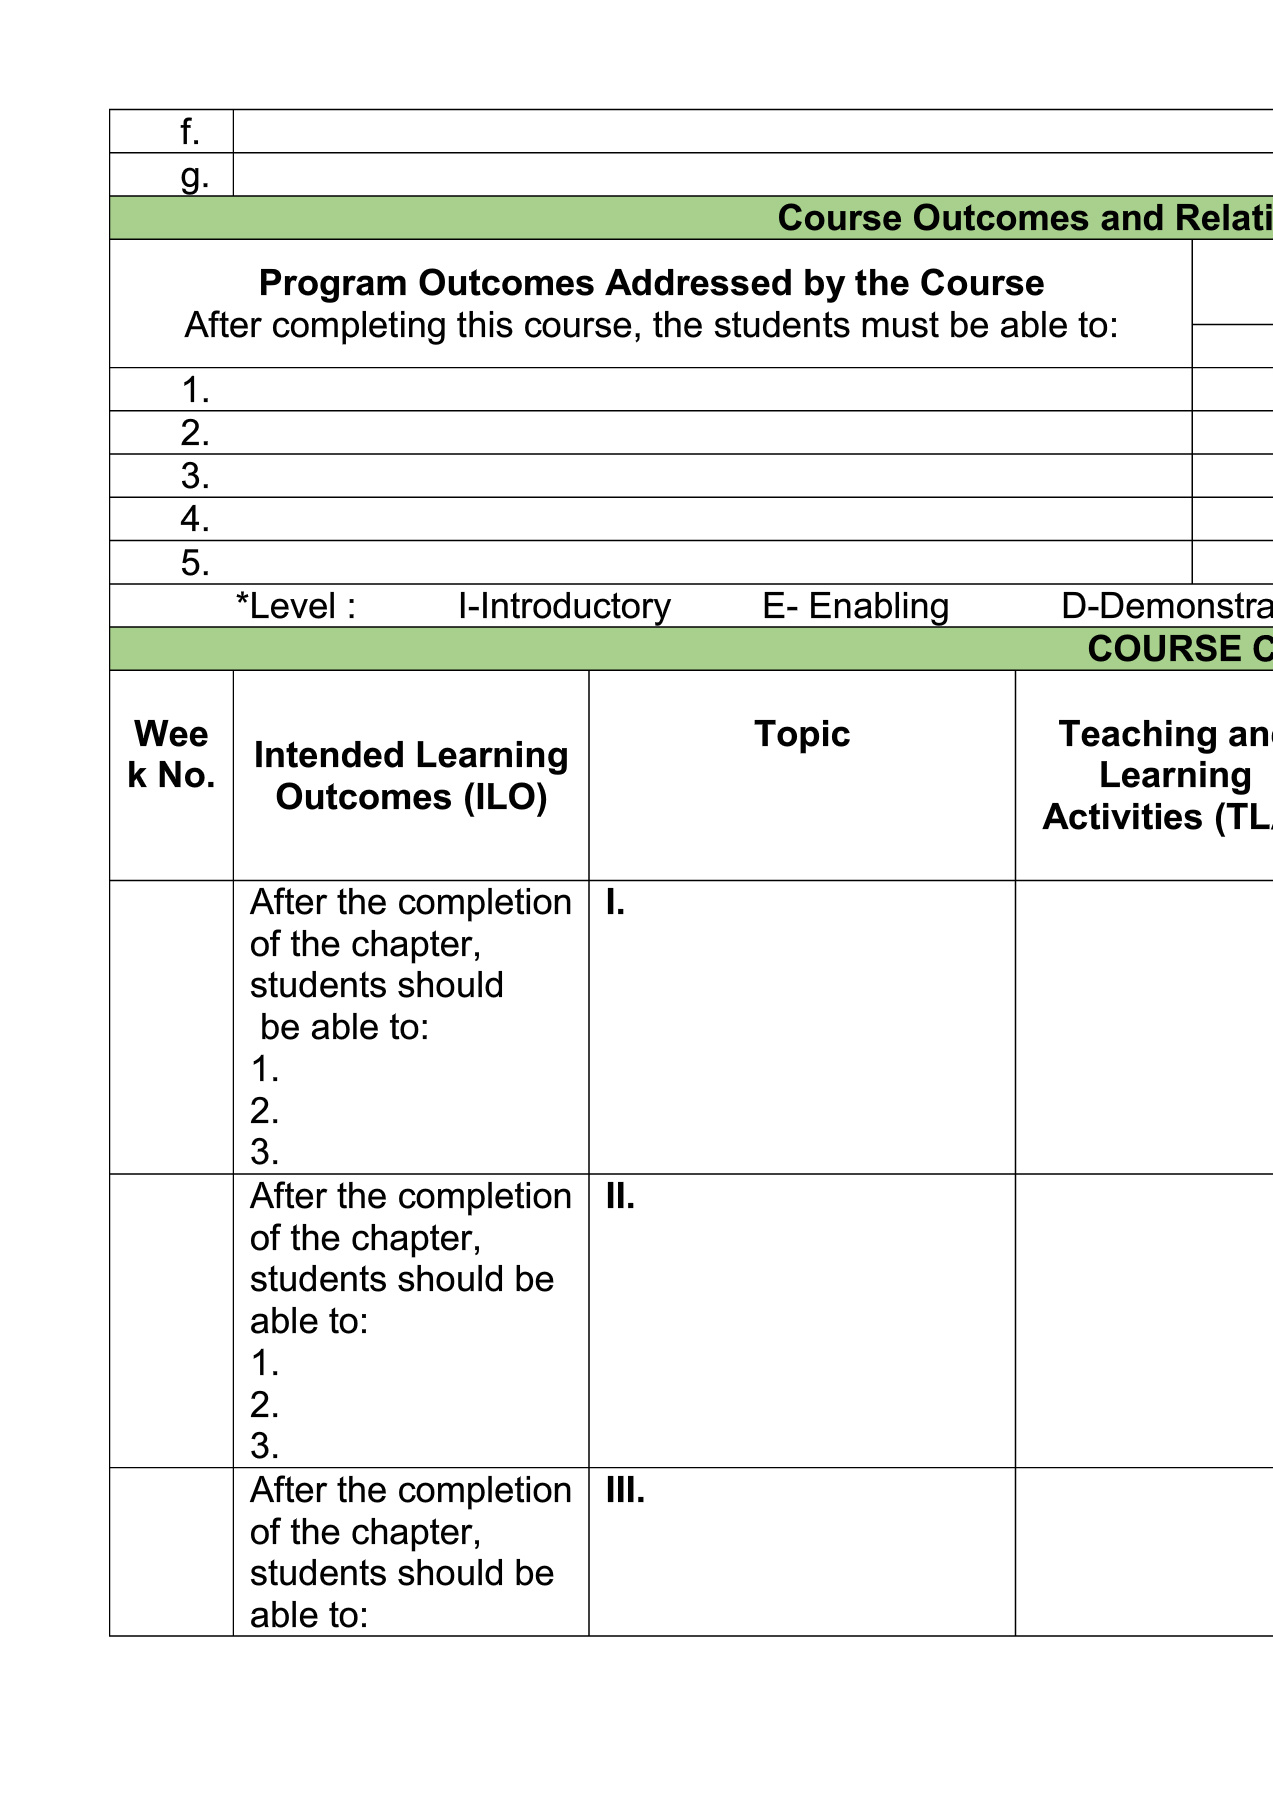 f.
g.
Course Outcomes and Relati
Program Outcomes Addressed by the Course
After completing this course, the students must be able to:
1.
2.
3.
4.
5.
*Level : I-Introductory E- Enabling D-Demonstra
COURSE C
Wee
k No.
Intended Learning
Outcomes (ILO)
Topic
Teaching and
Learning
Activities (TLA
After the completion
of the chapter,
students should
be able to:
1.
2.
3.
I.
After the completion
of the chapter,
students should be
able to:
1.
2.
3.
II.
After the completion
of the chapter,
students should be
able to:
III.